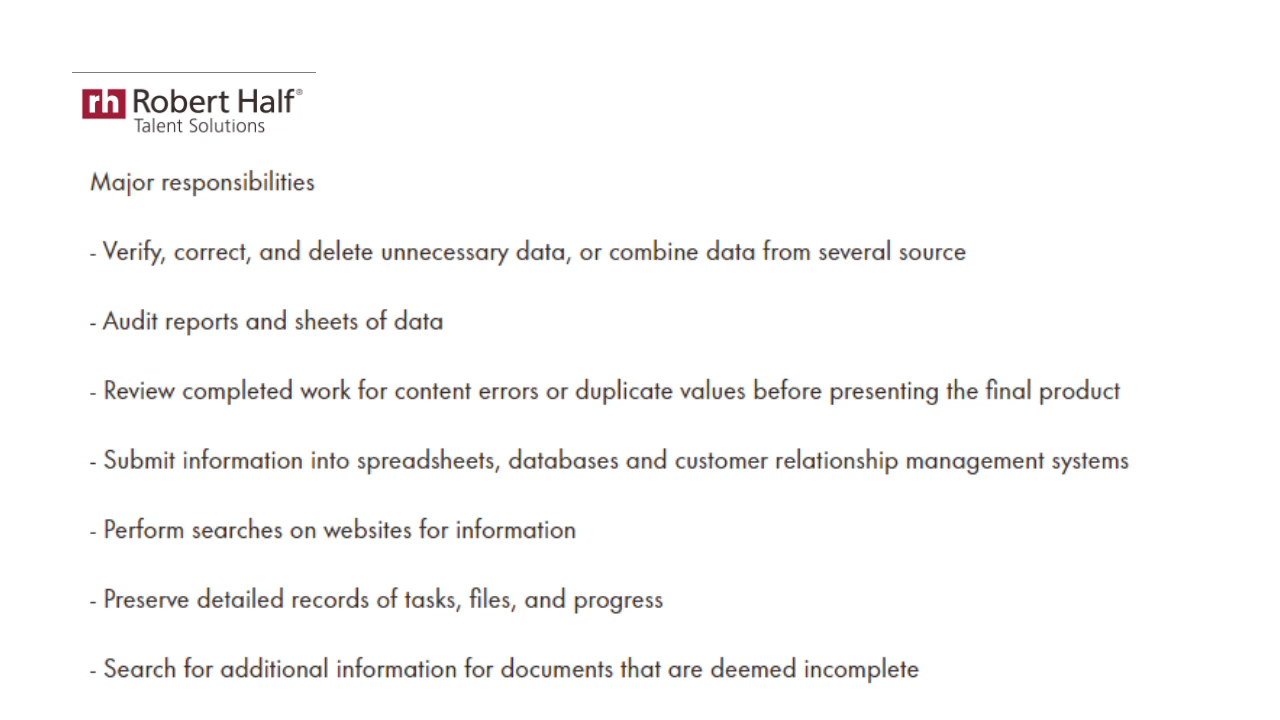 rh Robert Half®
Talent Solutions
Major responsibilities
- Verify, correct, and delete unnecessary data, or combine data from several source
- Audit reports and sheets of data
- Review completed work for content errors or duplicate values before presenting the final product
- Submit information into spreadsheets, databases and customer relationship management systems
- Perform searches on websites for information
- Preserve detailed records of tasks, files, and progress
- Search for additional information for documents that are deemed incomplete